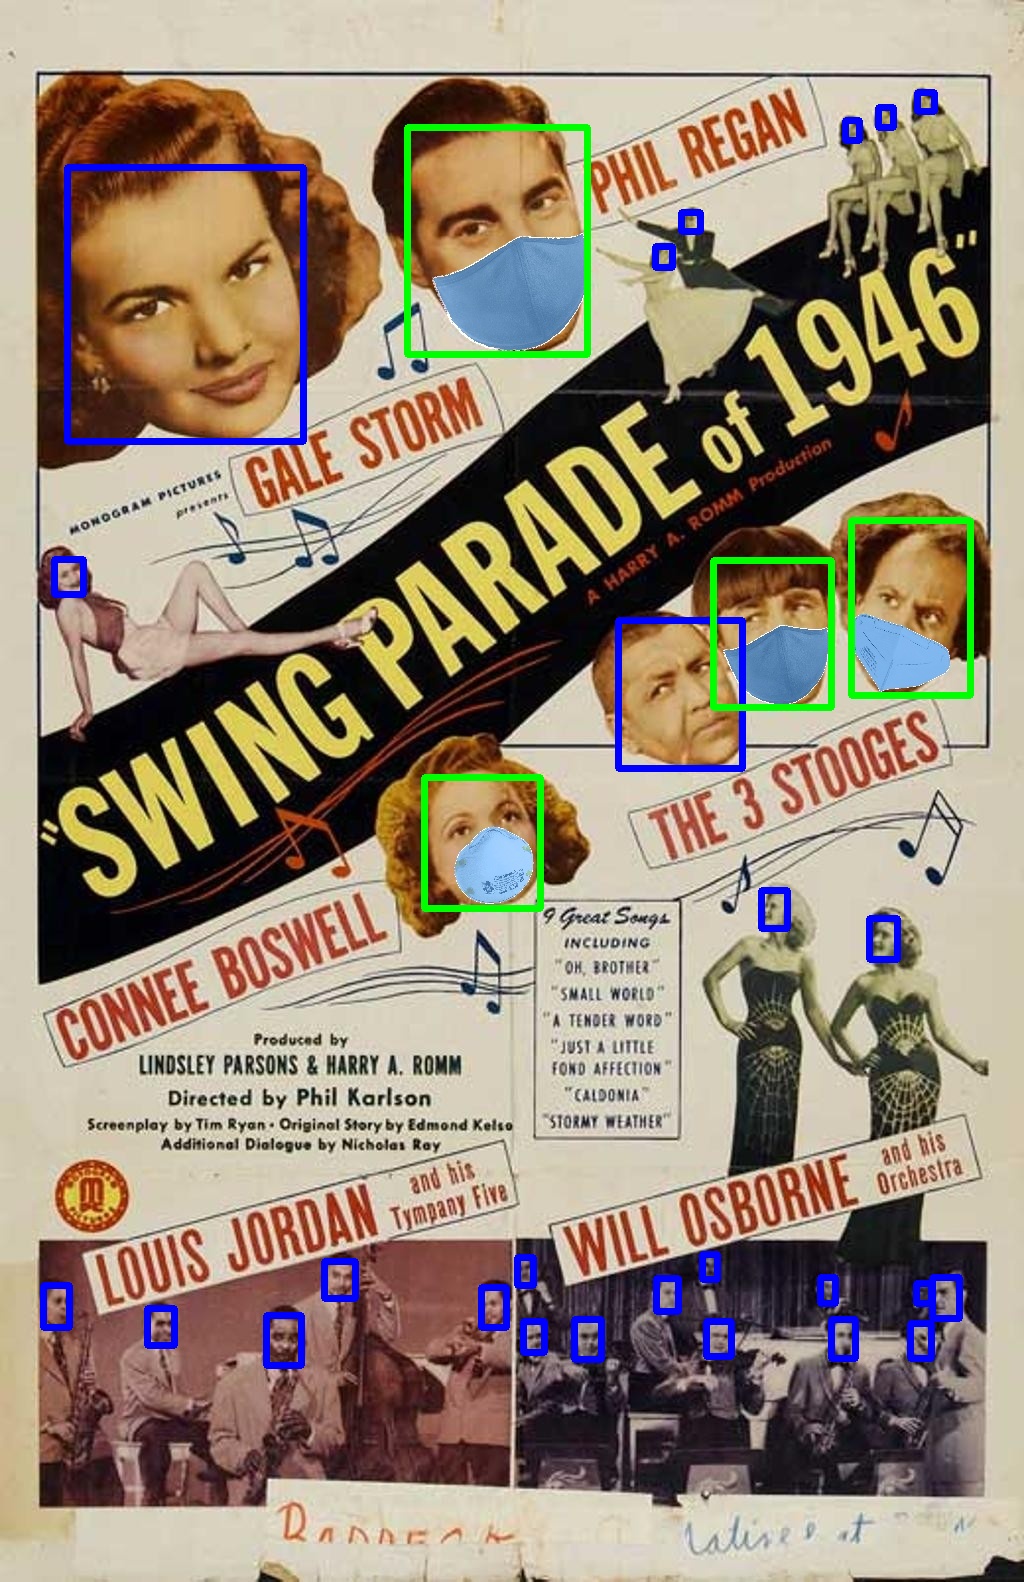 PHIL REGAN
GALE STORM
MONOGRAM PICTURES
presents
"SWING PARADE of 1946"
A HARRY A. ROMM Production
THE 3 STOOGES
CONNEE BOSWELL
9 Great Songs
INCLUDING
"OH, BROTHER"
"SMALL WORLD"
"A TENDER WORD"
"JUST A LITTLE
FOND AFFECTION"
"CALDONIA"
"STORMY WEATHER"
Produced by
LINDSLEY PARSONS & HARRY A. ROMM
Directed by Phil Karlson
Screenplay by Tim Ryan • Original Story by Edmond Kelso
Additional Dialogue by Nicholas Ray
LOUIS JORDAN and his
Tympany Five
WILL OSBORNE and his
Orchestra